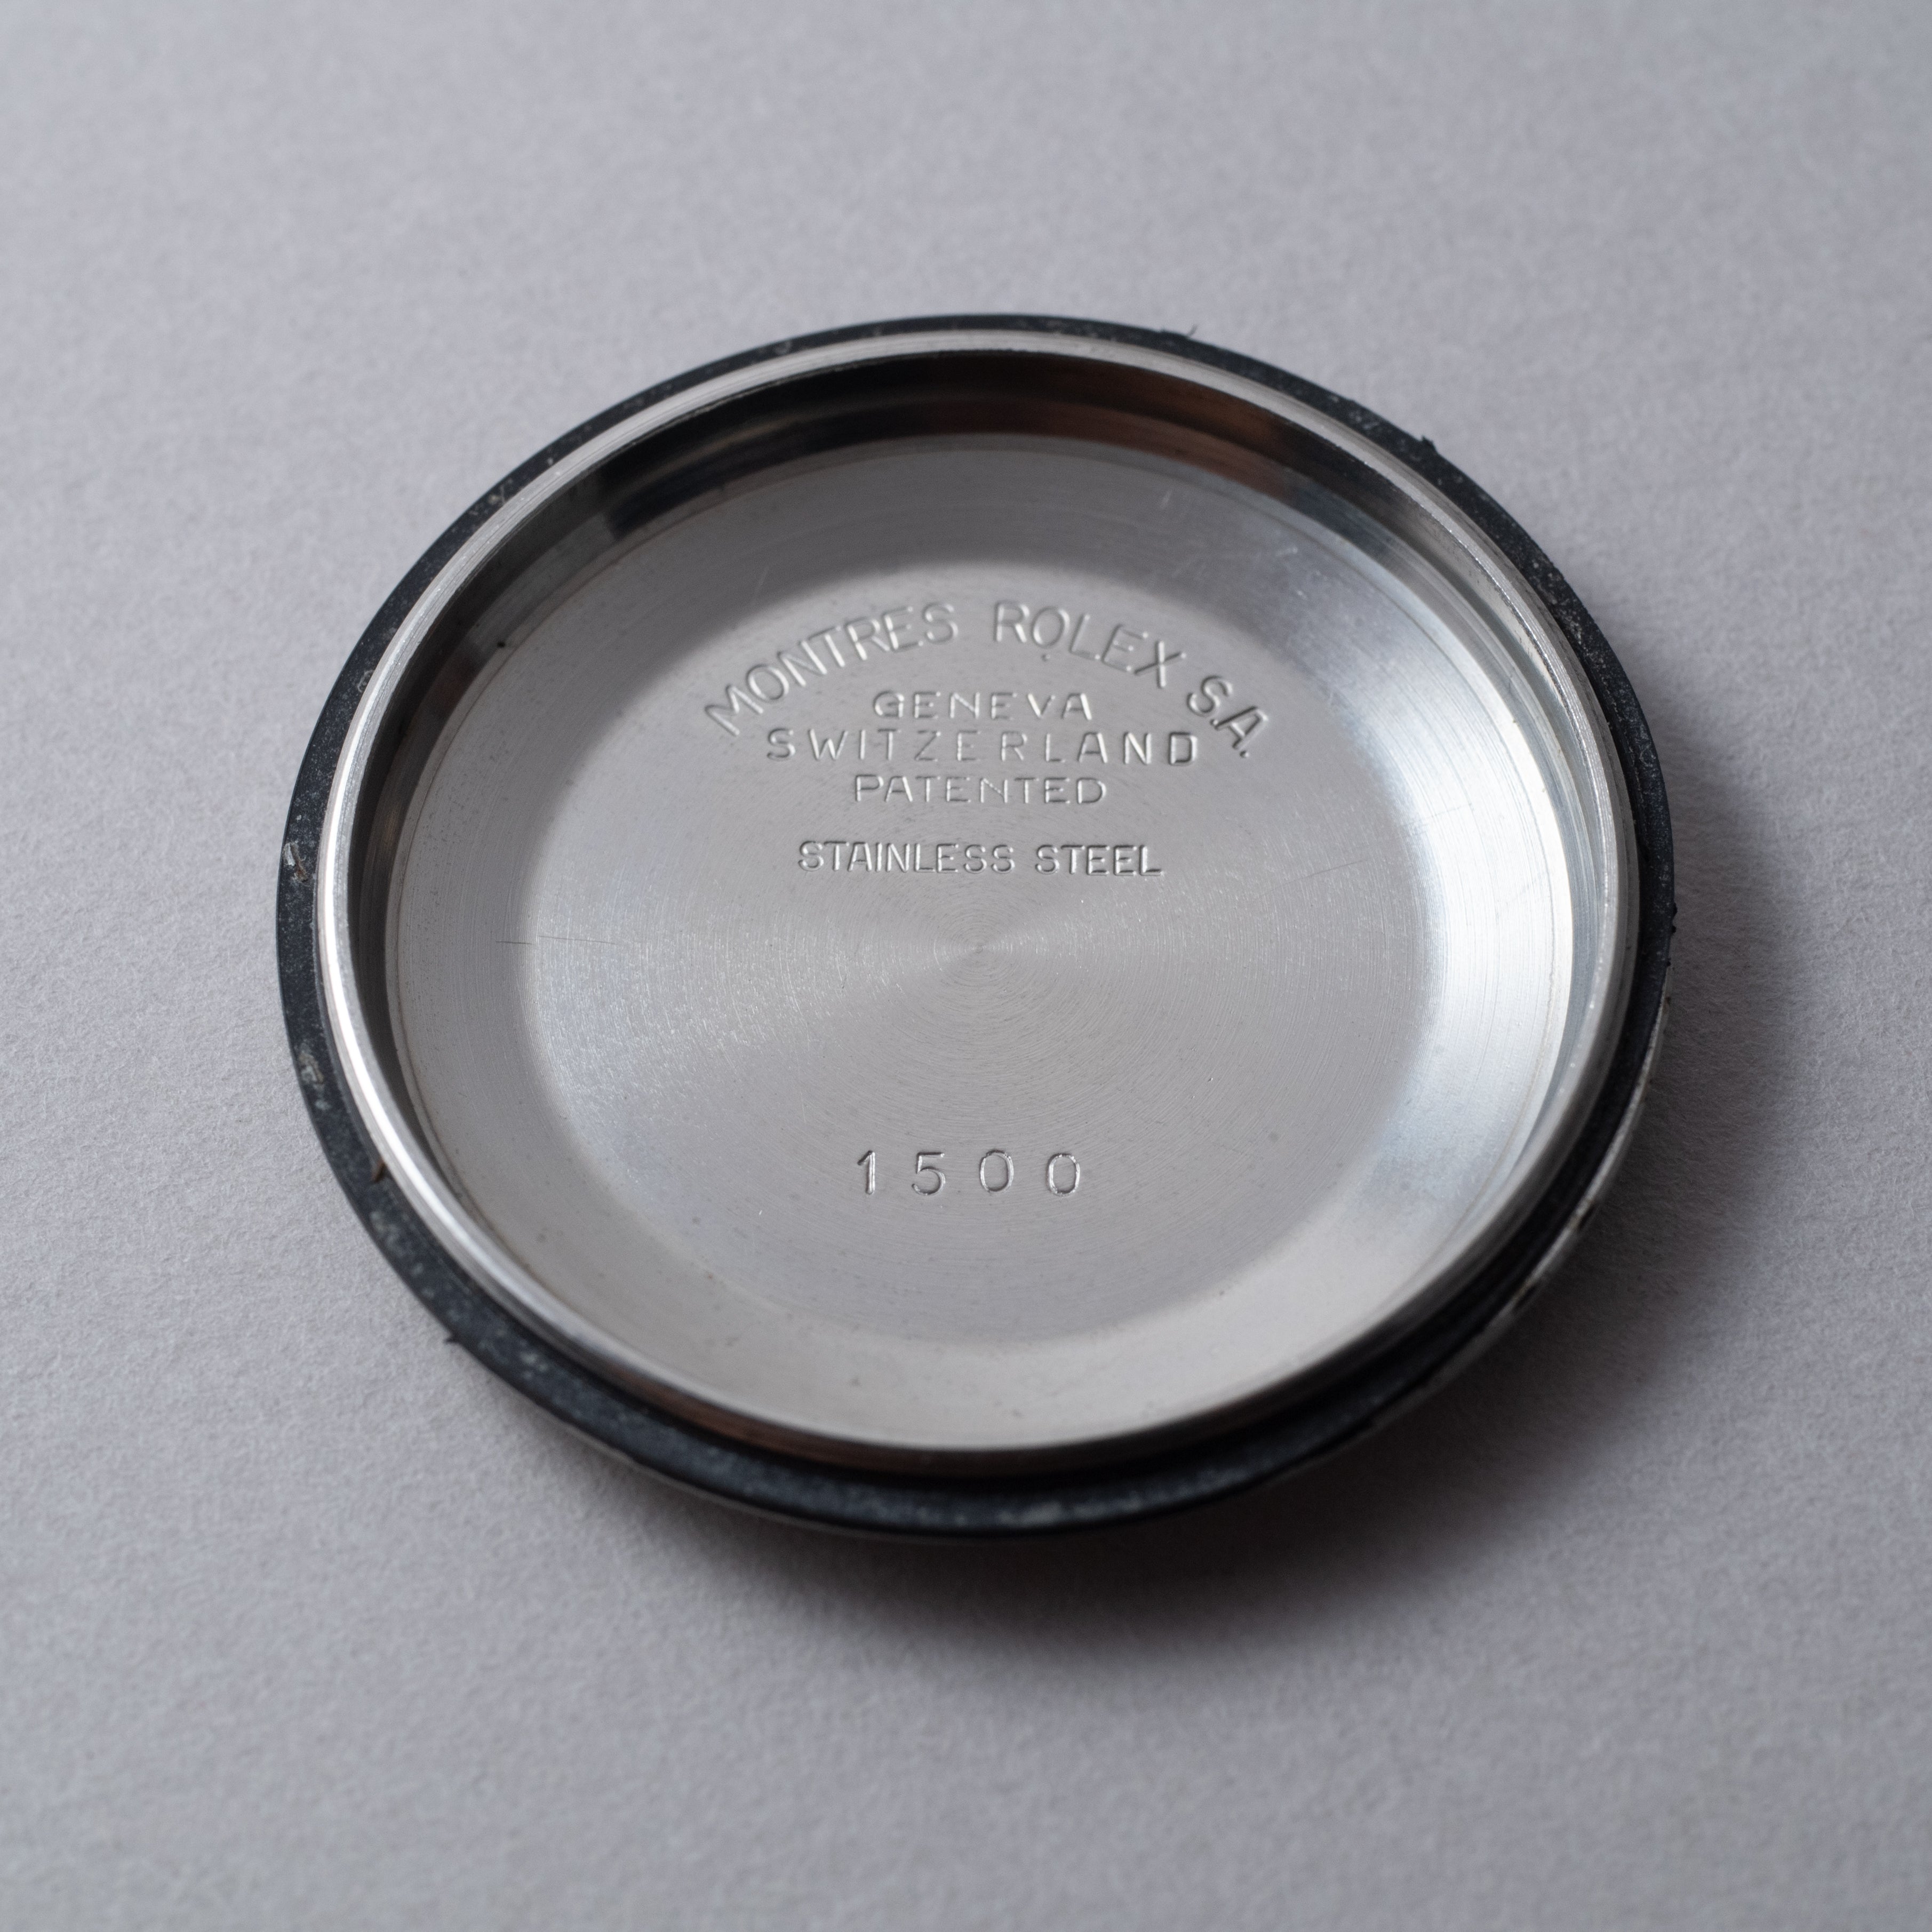 MONTRES ROLEX S.A.
GENEVA
SWITZERLAND
PATENTED
STAINLESS STEEL
1500